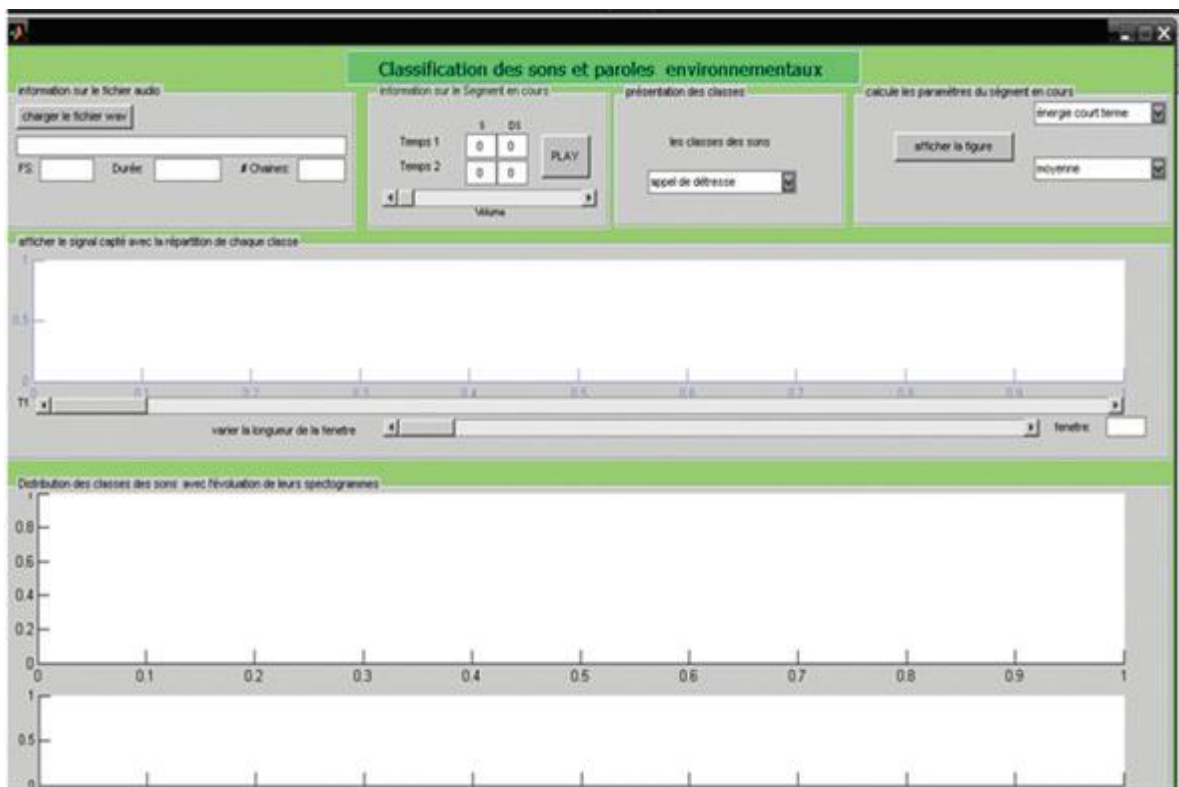 Classification des sons et paroles environnementaux
information sur le fichier audio
charger le fichier wav
FS: Durée: # Chaines:
information sur le Segment en cours
S DS
Temps 1 0 0
Temps 2 0 0
PLAY
Volume
présentation des classes
les classes des sons
appel de détresse
calcule les paramètres du ségment en cours
énergie court terme
afficher la figure
moyenne
afficher le signal capté avec la répartition de chaque classe
1
0.5
0
0 0.1 0.2 0.3 0.4 0.5 0.6 0.7 0.8 0.9 1
T1
varier la longueur de la fenetre
fenetre:
Distribution des classes des sons avec l'évoluation de leurs spectogrammes
1
0.8
0.6
0.4
0.2
0
0 0.1 0.2 0.3 0.4 0.5 0.6 0.7 0.8 0.9 1
1
0.5
0